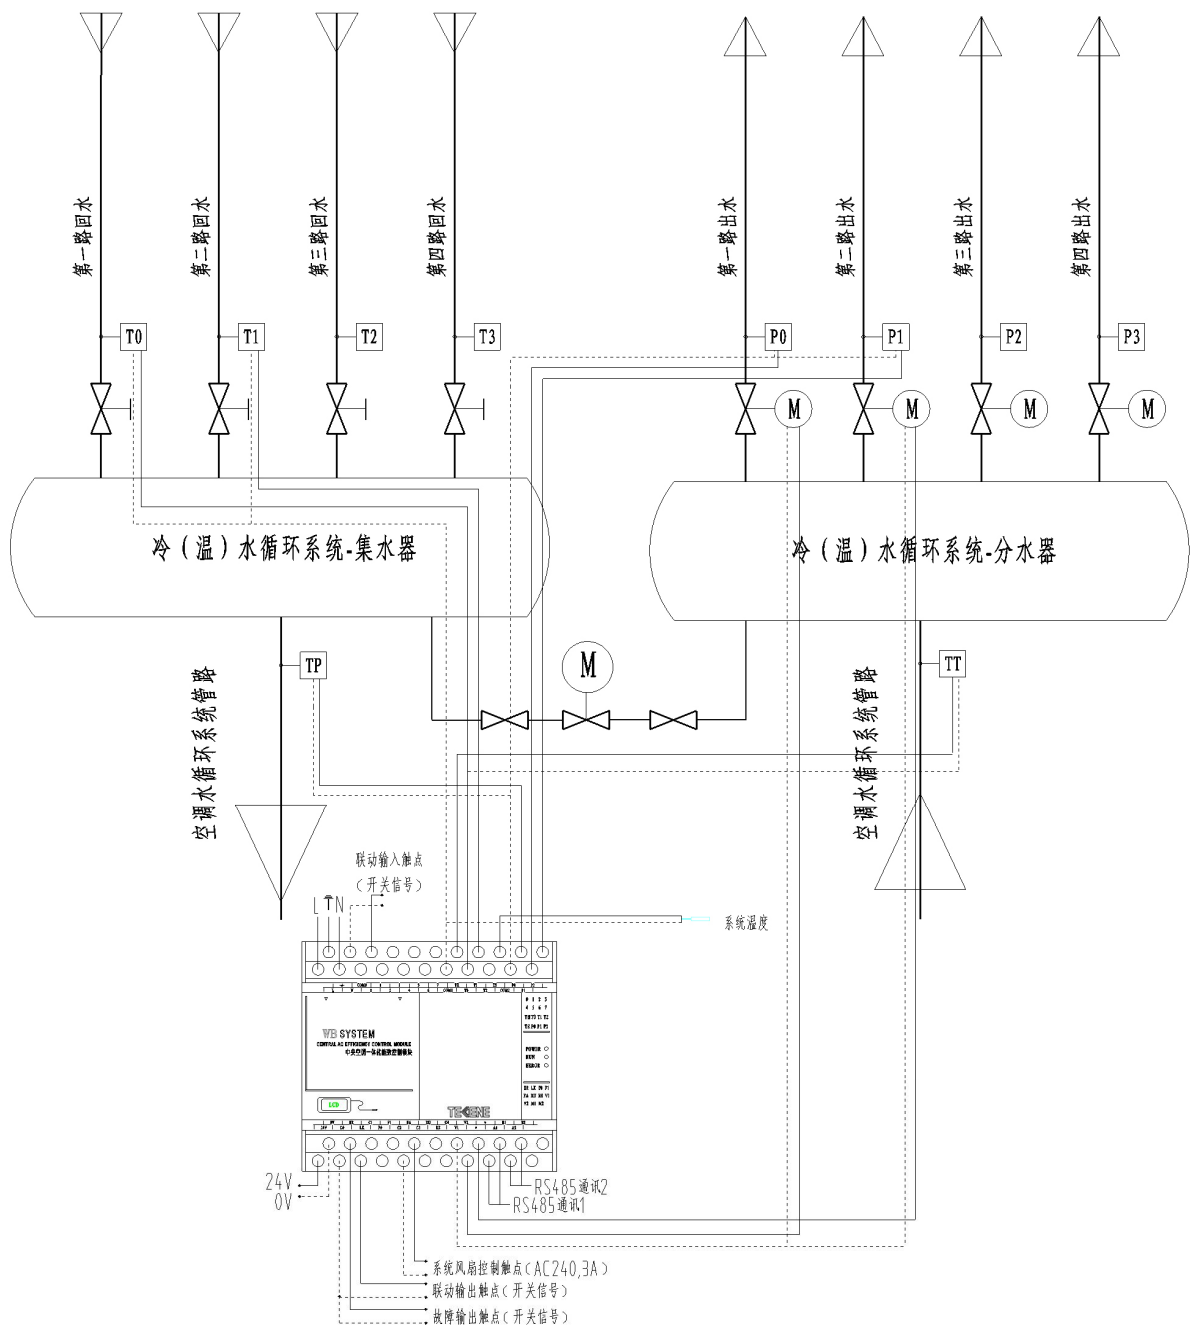 第一路回水
第二路回水
第三路回水
第四路回水
第一路出水
第二路出水
第三路出水
第四路出水
T0
T1
T2
T3
P0
P1
P2
P3
M
M
M
M
冷（温）水循环系统-集水器
冷（温）水循环系统-分水器
TP
M
TT
空调水循环系统管路
空调水循环系统管路
联动输入触点
（开关信号）
L
N
系统温度
WB SYSTEM
CENTRAL AC EFFICIENCY CONTROL MODULE
POWER
RUN
ERROR
LCD
24V
0V
RS485通讯2
RS485通讯1
系统风扇控制触点(AC240,3A)
联动输出触点(开关信号)
故障输出触点(开关信号)